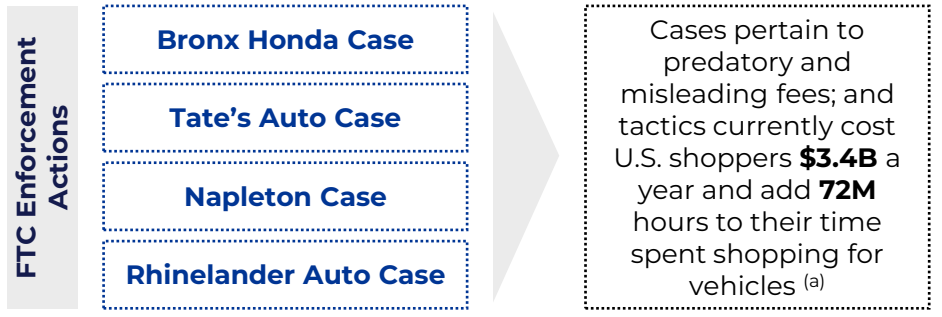 FTC Enforcement
Actions
Bronx Honda Case
Tate's Auto Case
Napleton Case
Rhinelander Auto Case
Cases pertain to
predatory and
misleading fees; and
tactics currently cost
U.S. shoppers $3.4B a
year and add 72M
hours to their time
spent shopping for
vehicles (a)